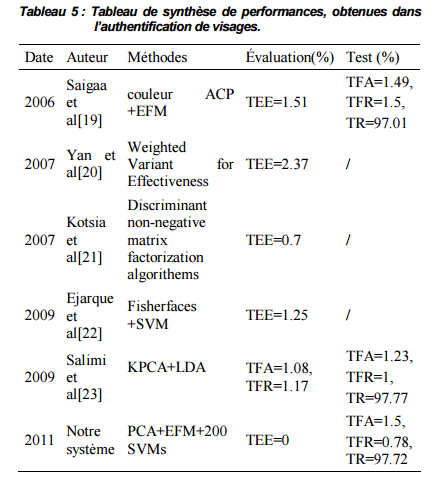 Tableau 5 : Tableau de synthèse de performances, obtenues dans
l'authentification de visages.
Date Auteur Méthodes Évaluation(%) Test (%)
2006 Saigaa et al[19] couleur ACP +EFM TEE=1.51 TFA=1.49, TFR=1.5, TR=97.01
2007 Yan et al[20] Weighted Variant for Effectiveness TEE=2.37 /
2007 Kotsia et al[21] Discriminant non-negative matrix factorization algorithems TEE=0.7 /
2009 Ejarque et al[22] Fisherfaces +SVM TEE=1.25 /
2009 Salimi et al[23] KPCA+LDA TFA=1.08, TFR=1.17 TFA=1.23, TFR=1, TR=97.77
2011 Notre système PCA+EFM+200 SVMs TEE=0 TFA=1.5, TFR=0.78, TR=97.72